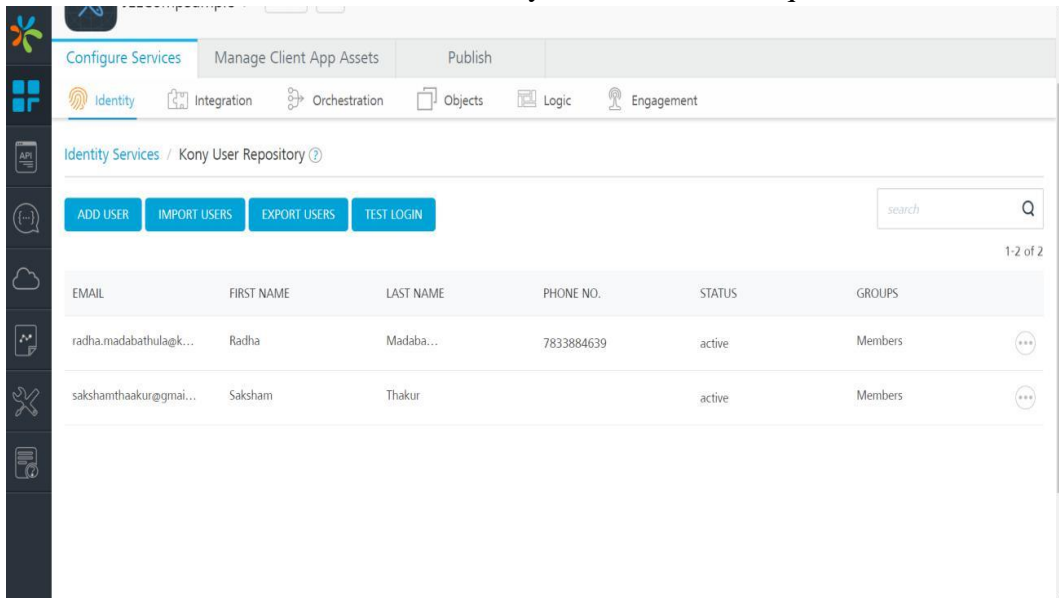 Configure Services Manage Client App Assets Publish
Identity Integration Orchestration Objects Logic Engagement
API
Identity Services / Kony User Repository ?
ADD USER IMPORT USERS EXPORT USERS TEST LOGIN search
1-2 of 2
EMAIL FIRST NAME LAST NAME PHONE NO. STATUS GROUPS
radha.madabathula@k... Radha Madaba... 7833884639 active Members
sakshamthaakur@gmai... Saksham Thakur active Members